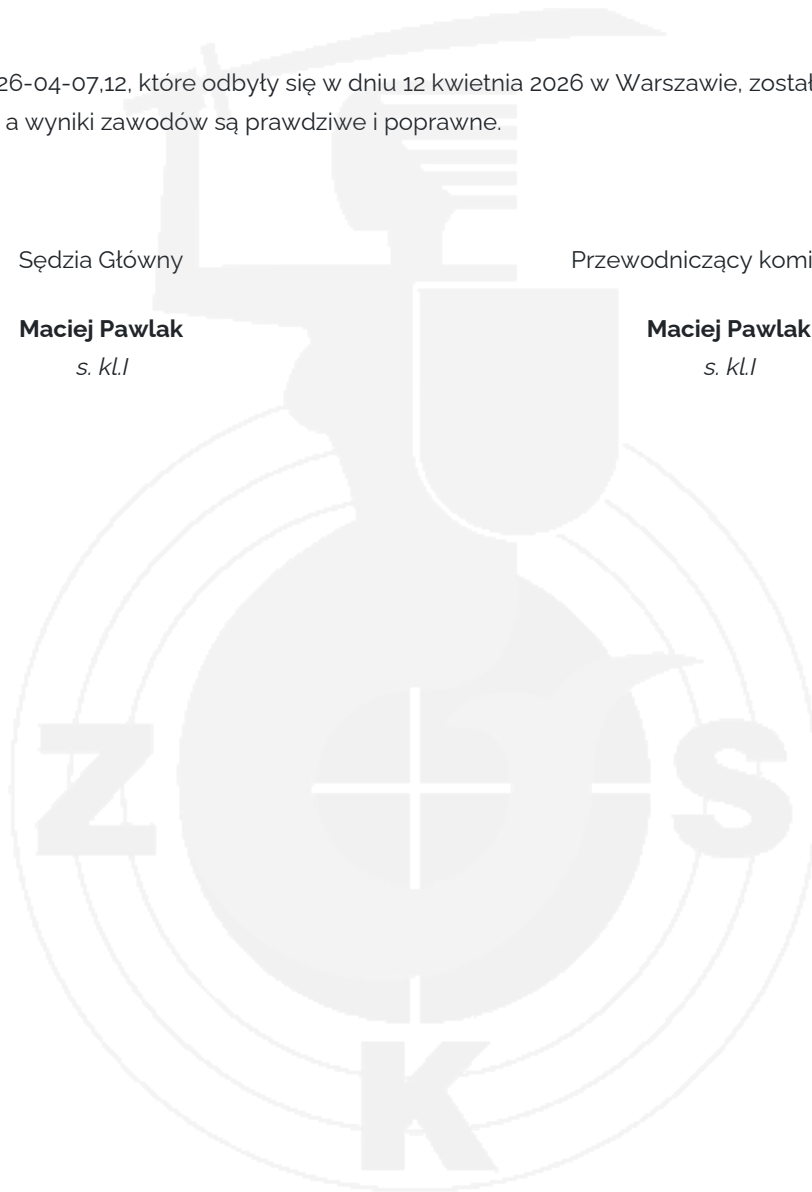 26-04-07,12, które odbyły się w dniu 12 kwietnia 2026 w Warszawie, został
a wyniki zawodów są prawdziwe i poprawne.
Sędzia Główny
Przewodniczący komi
Maciej Pawlak
Maciej Pawlak
s. kl.I
s. kl.I
Z
S
K